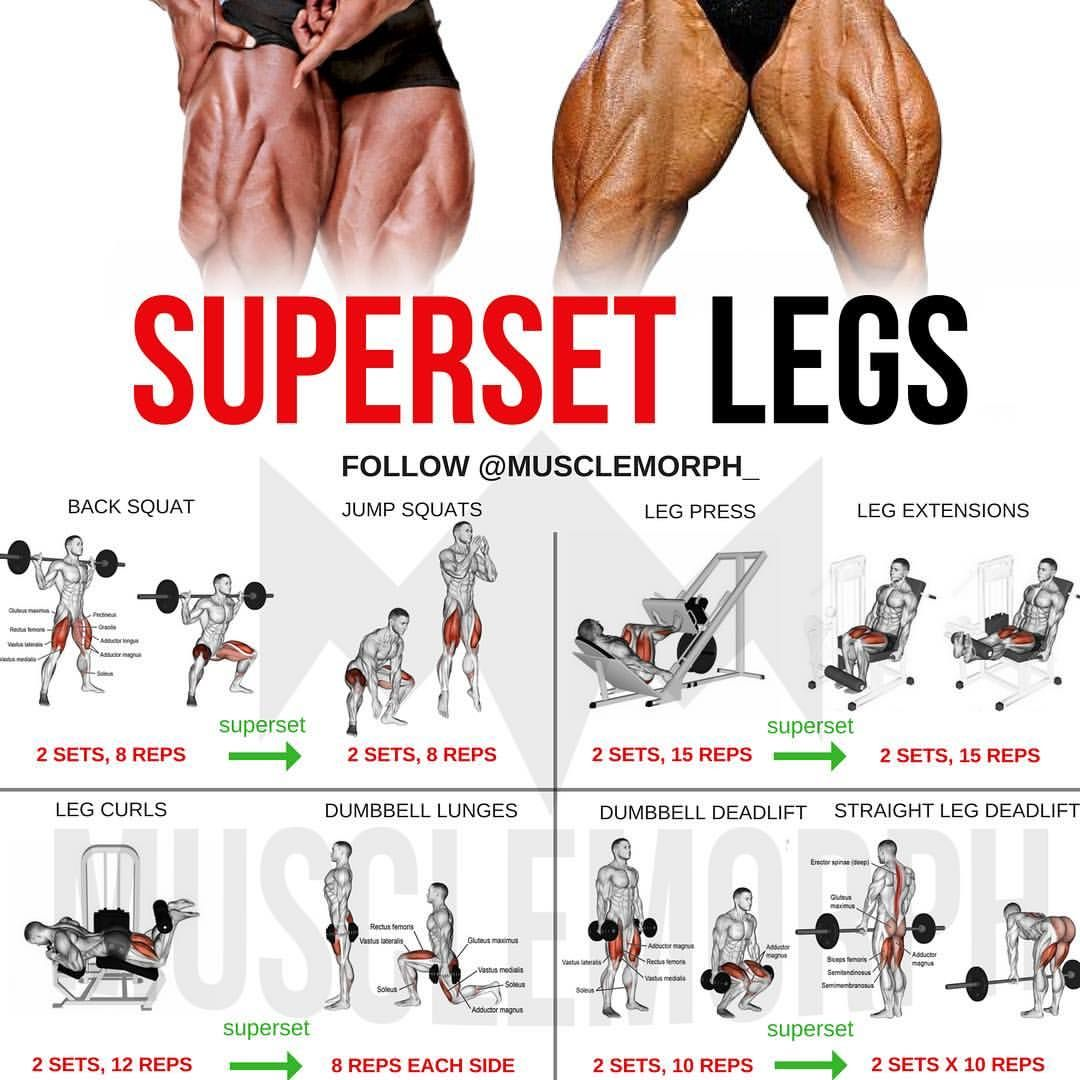 SUPERSET LEGS
FOLLOW @MUSCLEMORPH_
BACK SQUAT
JUMP SQUATS
Gluteus maximus
Rectus femoris
Vastus lateralis
Vastus medialis
Pectineus
Gracilis
Adductor longus
Adductor magnus
Soleus
superset
2 SETS, 8 REPS
2 SETS, 8 REPS
LEG PRESS
LEG EXTENSIONS
superset
2 SETS, 15 REPS
2 SETS, 15 REPS
LEG CURLS
DUMBBELL LUNGES
Rectus femoris
Vastus lateralis
Soleus
Gluteus maximus
Vastus medialis
Soleus
Adductor magnus
superset
2 SETS, 12 REPS
8 REPS EACH SIDE
DUMBBELL DEADLIFT
STRAIGHT LEG DEADLIFT
Vastus lateralis
Soleus
Adductor magnus
Rectus femoris
Vastus medialis
Adductor
magnus
Erector spinae (deep)
Gluteus
maximus
Biceps femoris
Semitendinosus
Semimembranosus
Adductor
magnus
superset
2 SETS, 10 REPS
2 SETS X 10 REPS
MUSCLEMORPH